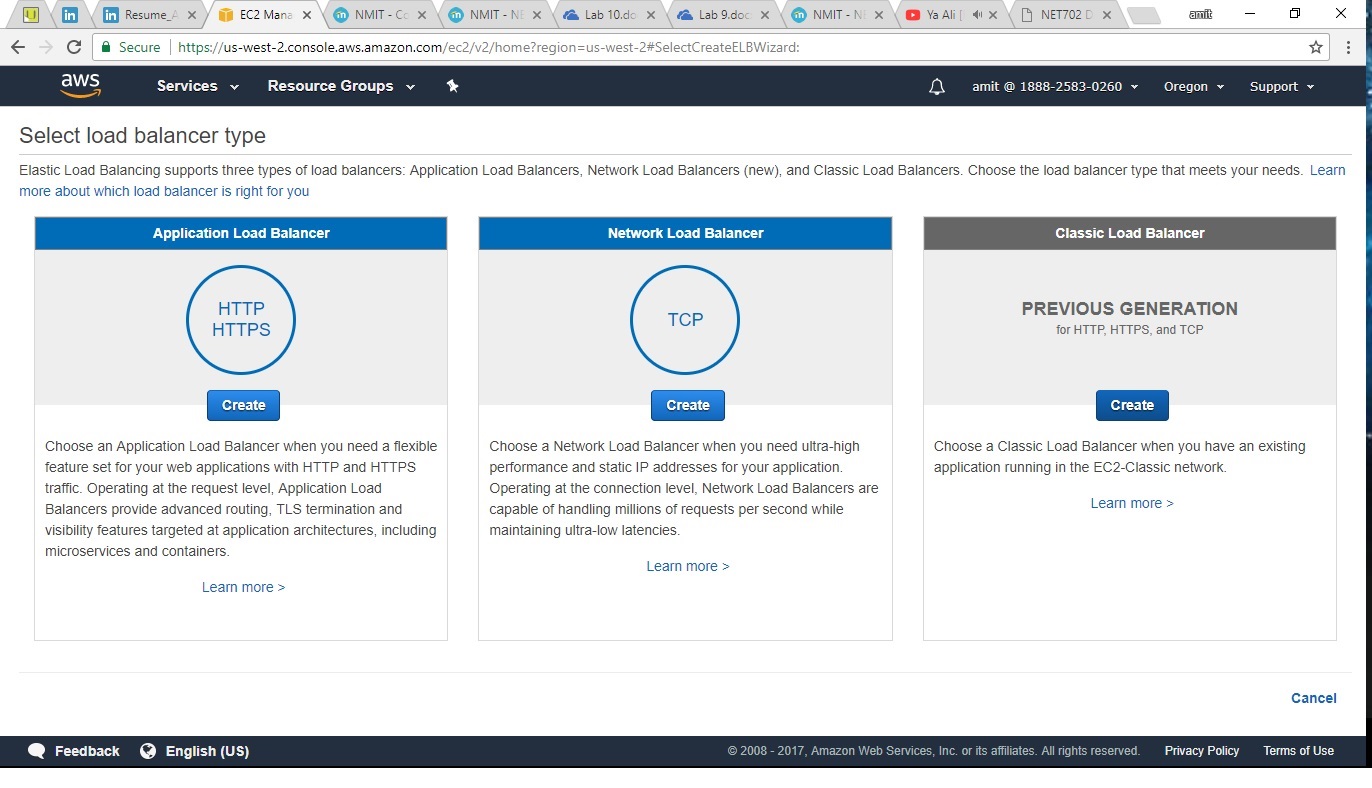 Resume_A
EC2 Mana
NMIT - Co
NMIT - NE
Lab 10.do
Lab 9.doc
NMIT - NE
Ya Ali
NET702 D
amit
Secure
https://us-west-2.console.aws.amazon.com/ec2/v2/home?region=us-west-2#SelectCreateELBWizard:
aws
Services
Resource Groups
amit @ 1888-2583-0260
Oregon
Support
Select load balancer type
Elastic Load Balancing supports three types of load balancers: Application Load Balancers, Network Load Balancers (new), and Classic Load Balancers. Choose the load balancer type that meets your needs. Learn
more about which load balancer is right for you
Application Load Balancer
HTTP
HTTPS
Create
Choose an Application Load Balancer when you need a flexible
feature set for your web applications with HTTP and HTTPS
traffic. Operating at the request level, Application Load
Balancers provide advanced routing, TLS termination and
visibility features targeted at application architectures, including
microservices and containers.
Learn more >
Network Load Balancer
TCP
Create
Choose a Network Load Balancer when you need ultra-high
performance and static IP addresses for your application.
Operating at the connection level, Network Load Balancers are
capable of handling millions of requests per second while
maintaining ultra-low latencies.
Learn more >
Classic Load Balancer
PREVIOUS GENERATION
for HTTP, HTTPS, and TCP
Create
Choose a Classic Load Balancer when you have an existing
application running in the EC2-Classic network.
Learn more >
Cancel
Feedback
English (US)
© 2008 - 2017, Amazon Web Services, Inc. or its affiliates. All rights reserved.
Privacy Policy
Terms of Use